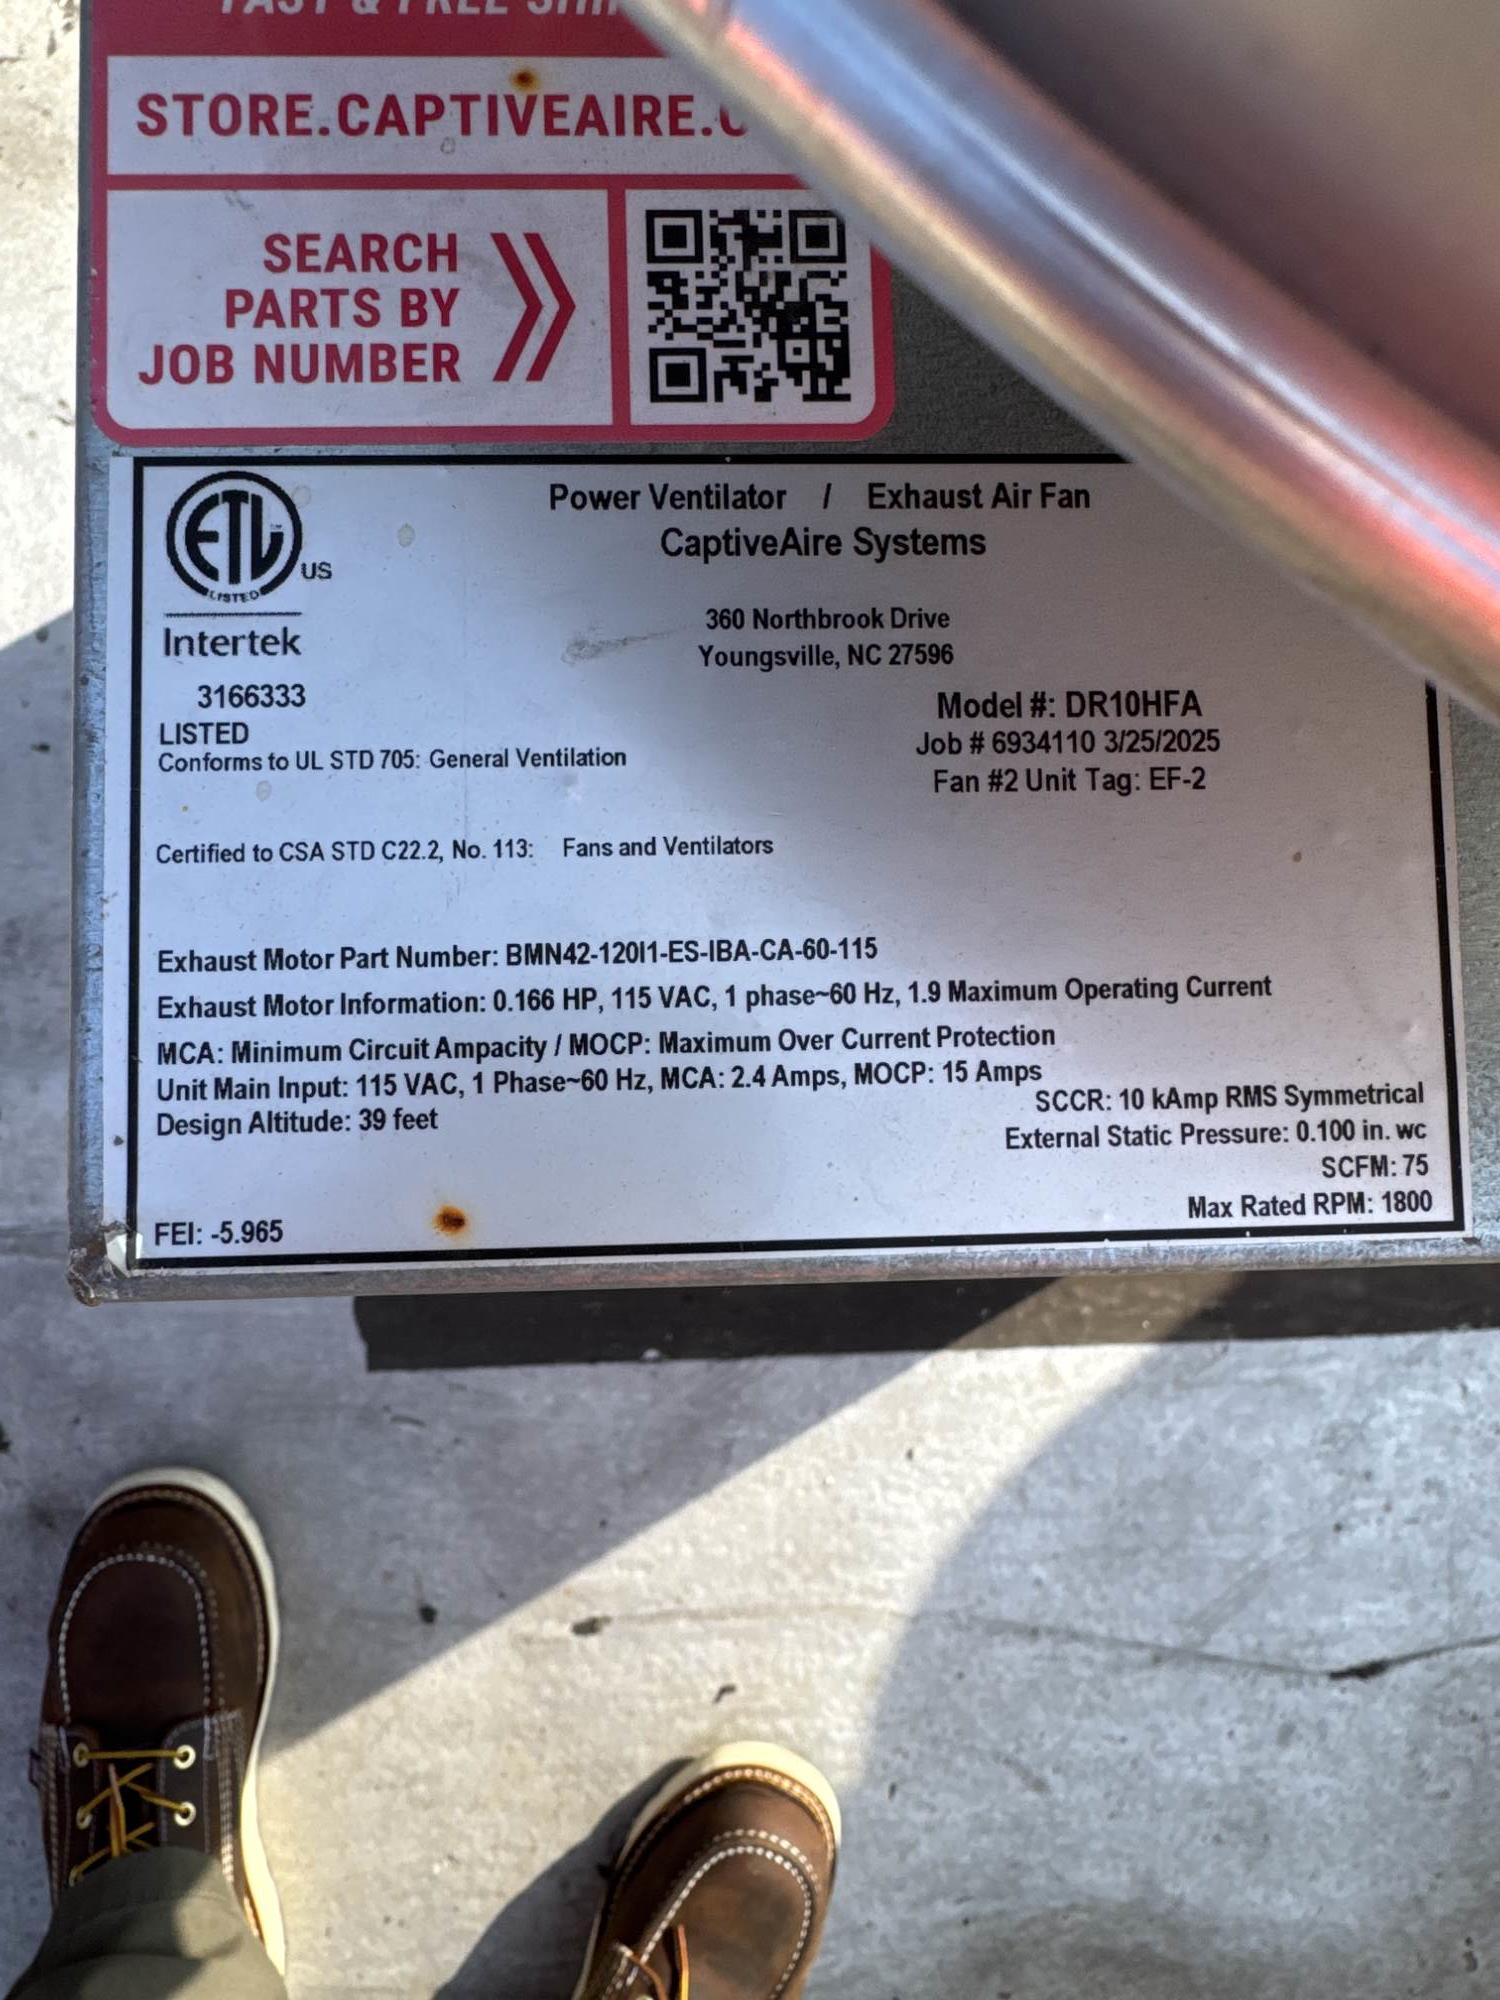 FAST & FREE
STORE.CAPTIVEAIRE.C
SEARCH
PARTS BY
JOB NUMBER
ETL
US
LISTED
Intertek
3166333
LISTED
Conforms to UL STD 705: General Ventilation
Certified to CSA STD C22.2, No. 113: Fans and Ventilators
Power Ventilator / Exhaust Air Fan
CaptiveAire Systems
360 Northbrook Drive
Youngsville, NC 27596
Model #: DR10HFA
Job # 6934110 3/25/2025
Fan #2 Unit Tag: EF-2
Exhaust Motor Part Number: BMN42-120I1-ES-IBA-CA-60-115
Exhaust Motor Information: 0.166 HP, 115 VAC, 1 phase~60 Hz, 1.9 Maximum Operating Current
MCA: Minimum Circuit Ampacity / MOCP: Maximum Over Current Protection
Unit Main Input: 115 VAC, 1 Phase~60 Hz, MCA: 2.4 Amps, MOCP: 15 Amps
Design Altitude: 39 feet
SCCR: 10 kAmp RMS Symmetrical
External Static Pressure: 0.100 in. wc
SCFM: 75
Max Rated RPM: 1800
FEI: -5.965